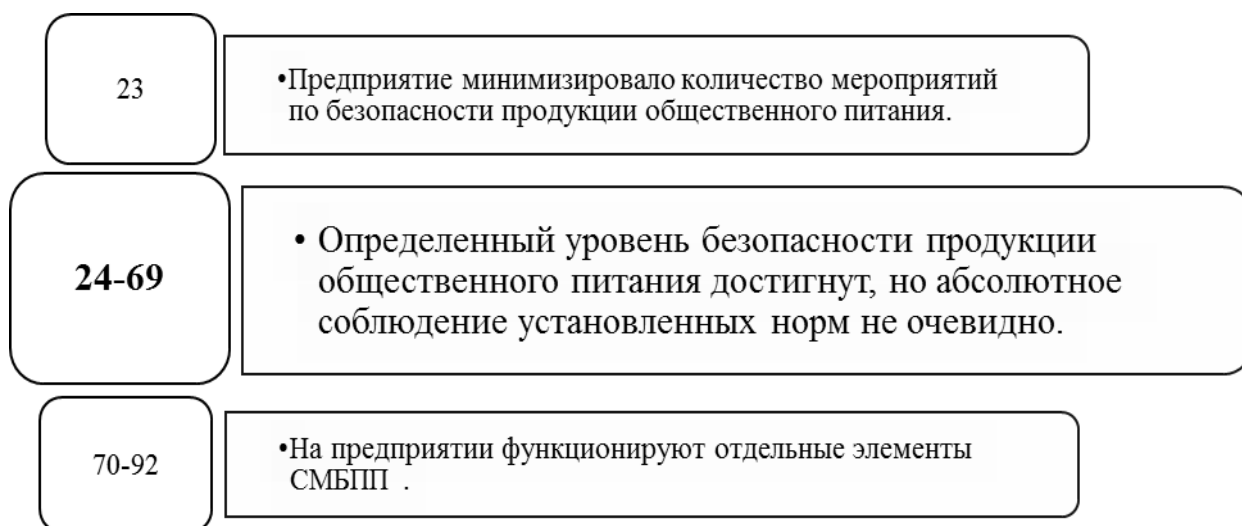 23
•Предприятие минимизировало количество мероприятий
по безопасности продукции общественного питания.
24-69
• Определенный уровень безопасности продукции
общественного питания достигнут, но абсолютное
соблюдение установленных норм не очевидно.
70-92
•На предприятии функционируют отдельные элементы
СМБПП .